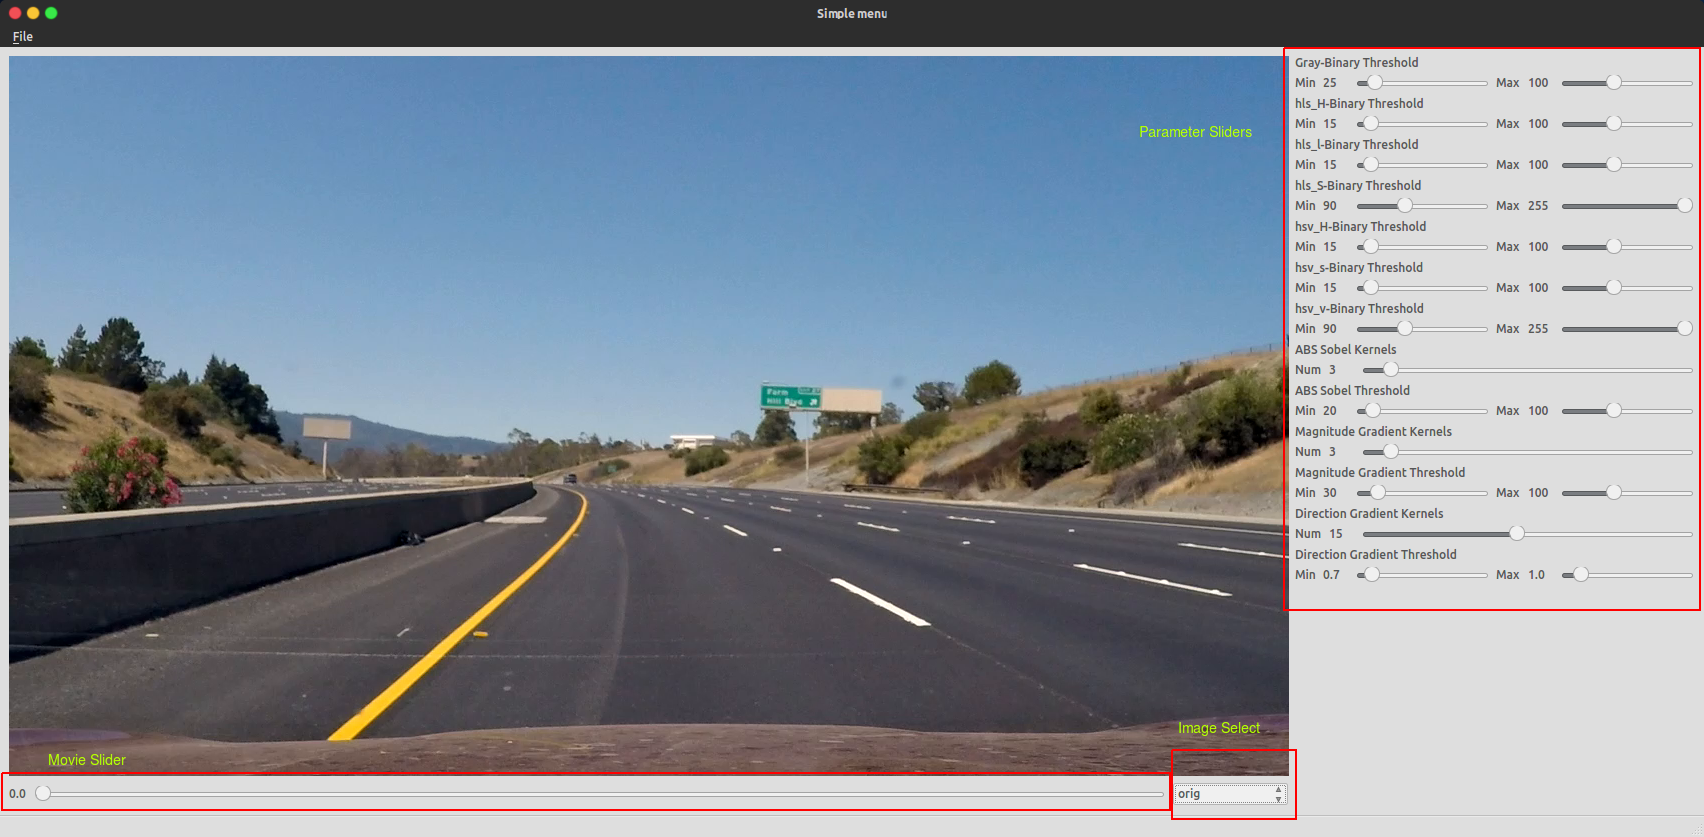 Simple menu
File
Parameter Sliders
Farm
Hill Blvd
Movie Slider
Image Select
0.0
orig
Gray-Binary Threshold
Min 25 Max 100
hls_H-Binary Threshold
Min 15 Max 100
hls_l-Binary Threshold
Min 15 Max 100
hls_S-Binary Threshold
Min 90 Max 255
hsv_H-Binary Threshold
Min 15 Max 100
hsv_s-Binary Threshold
Min 15 Max 100
hsv_v-Binary Threshold
Min 90 Max 255
ABS Sobel Kernels
Num 3
ABS Sobel Threshold
Min 20 Max 100
Magnitude Gradient Kernels
Num 3
Magnitude Gradient Threshold
Min 30 Max 100
Direction Gradient Kernels
Num 15
Direction Gradient Threshold
Min 0.7 Max 1.0